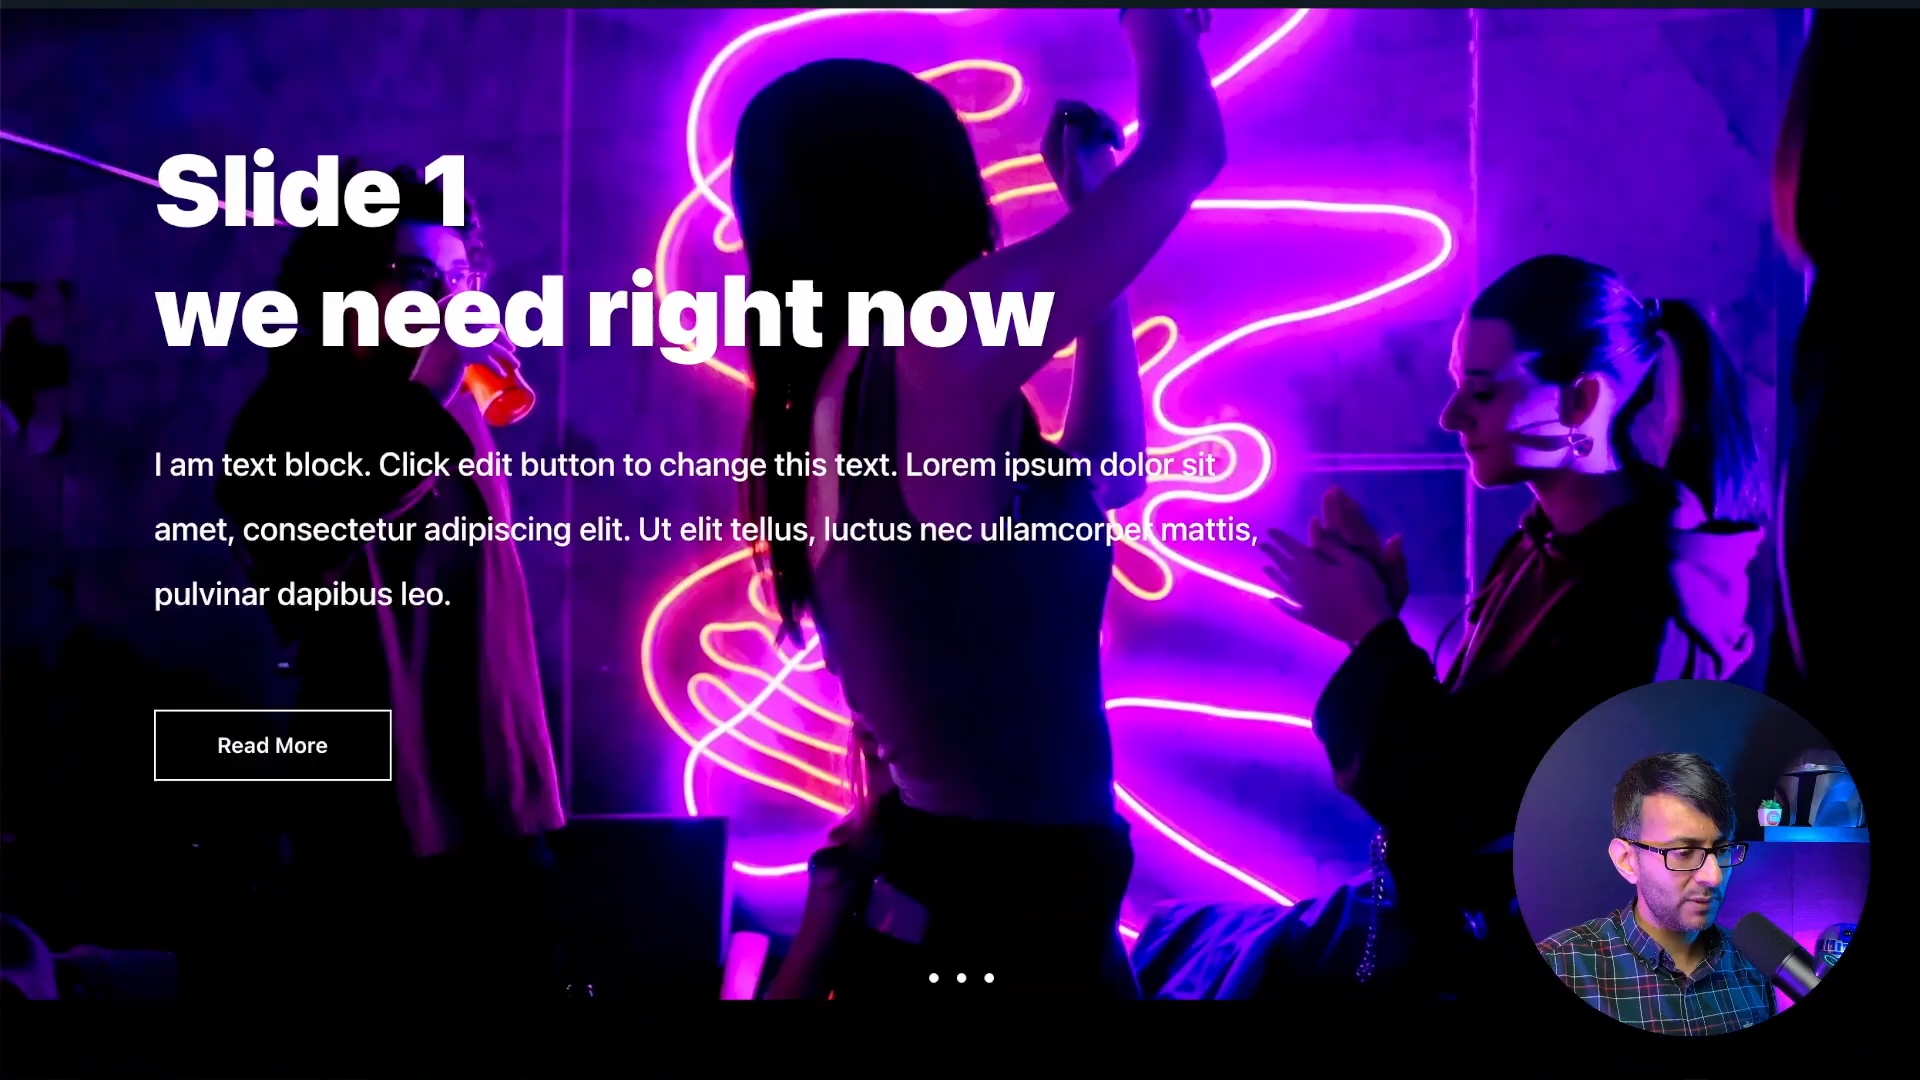 Slide 1
we need right now
I am text block. Click edit button to change this text. Lorem ipsum dolor sit
amet, consectetur adipiscing elit. Ut elit tellus, luctus nec ullamcorper mattis,
pulvinar dapibus leo.
Read More